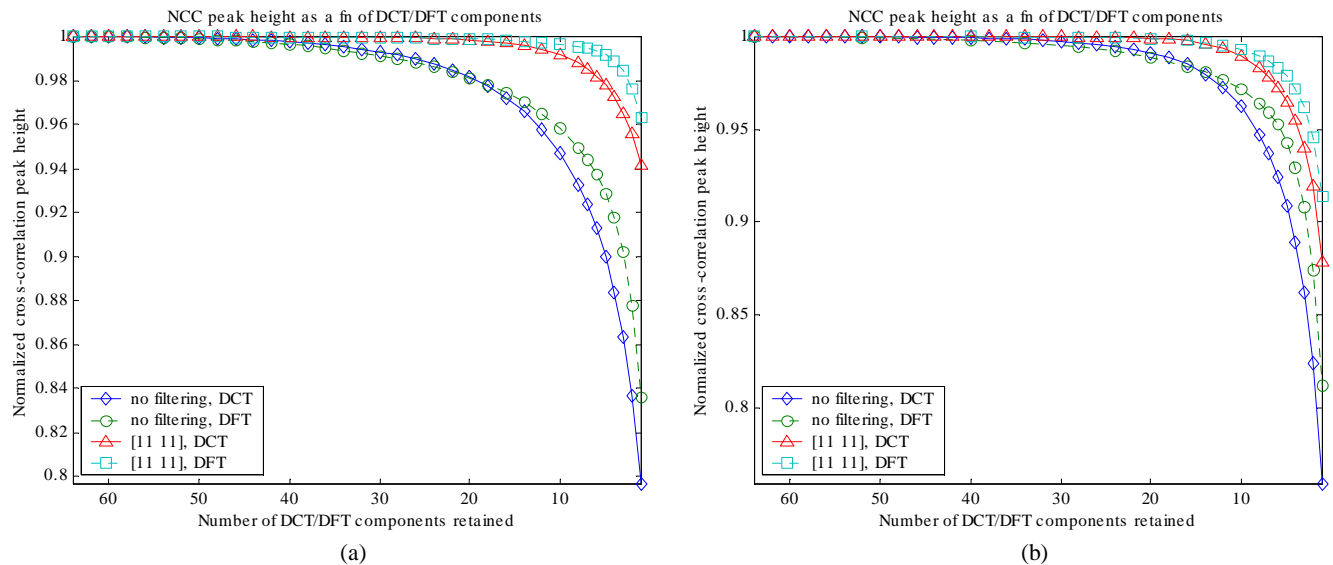 NCC peak height as a fn of DCT/DFT components
1
0.98
0.96
0.94
0.92
0.9
0.88
0.86
0.84
0.82
0.8
Normalized cross-correlation peak height
no filtering, DCT
no filtering, DFT
[11 11], DCT
[11 11], DFT
60 50 40 30 20 10
Number of DCT/DFT components retained
(a)
NCC peak height as a fn of DCT/DFT components
1
0.95
0.9
0.85
0.8
Normalized cross-correlation peak height
no filtering, DCT
no filtering, DFT
[11 11], DCT
[11 11], DFT
60 50 40 30 20 10
Number of DCT/DFT components retained
(b)